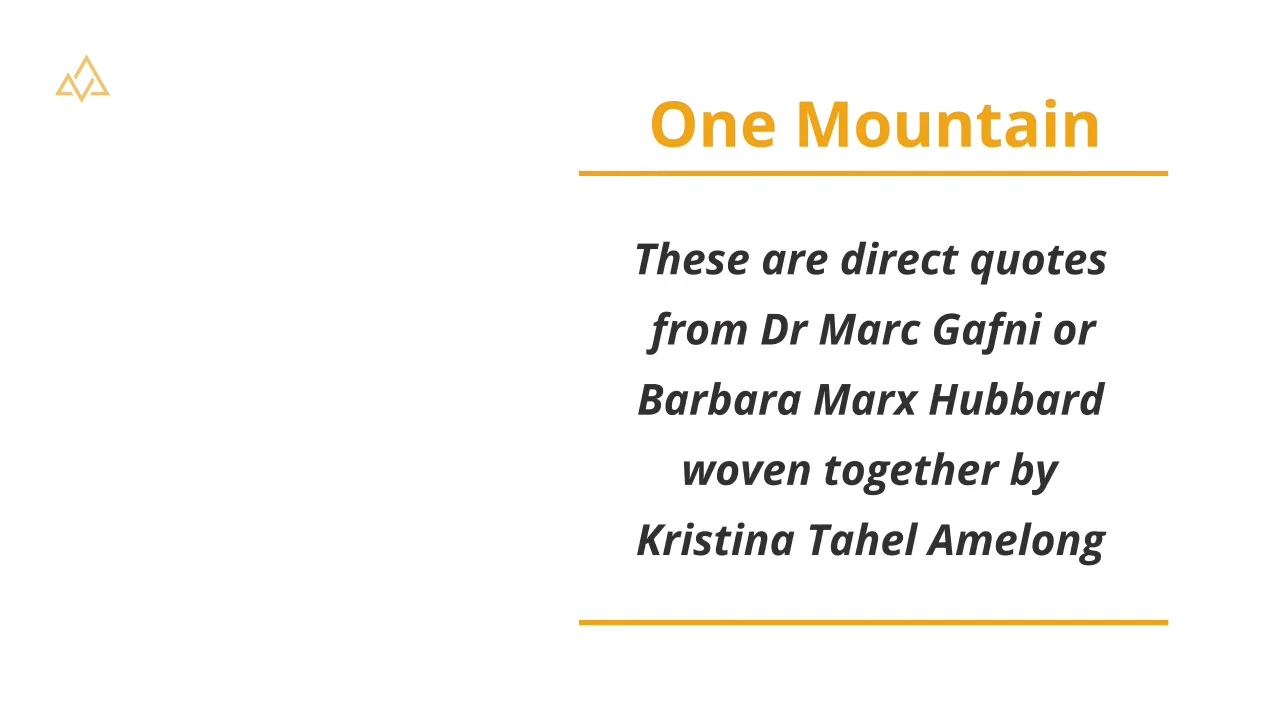 One Mountain
These are direct quotes
from Dr Marc Gafni or
Barbara Marx Hubbard
woven together by
Kristina Tahel Amelong